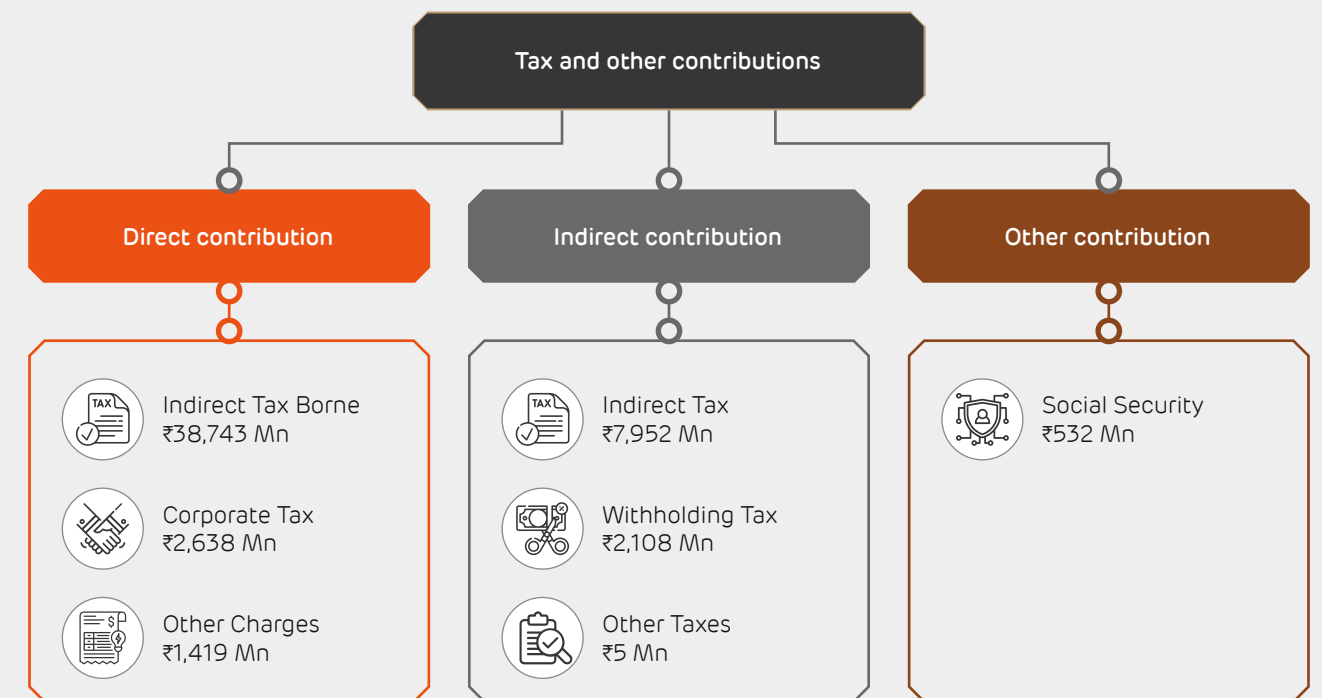 Tax and other contributions
Direct contribution
Indirect Tax Borne
₹38,743 Mn
Corporate Tax
₹2,638 Mn
Other Charges
₹1,419 Mn
Indirect contribution
Indirect Tax
₹7,952 Mn
Withholding Tax
₹2,108 Mn
Other Taxes
₹5 Mn
Other contribution
Social Security
₹532 Mn
TAX
TAX